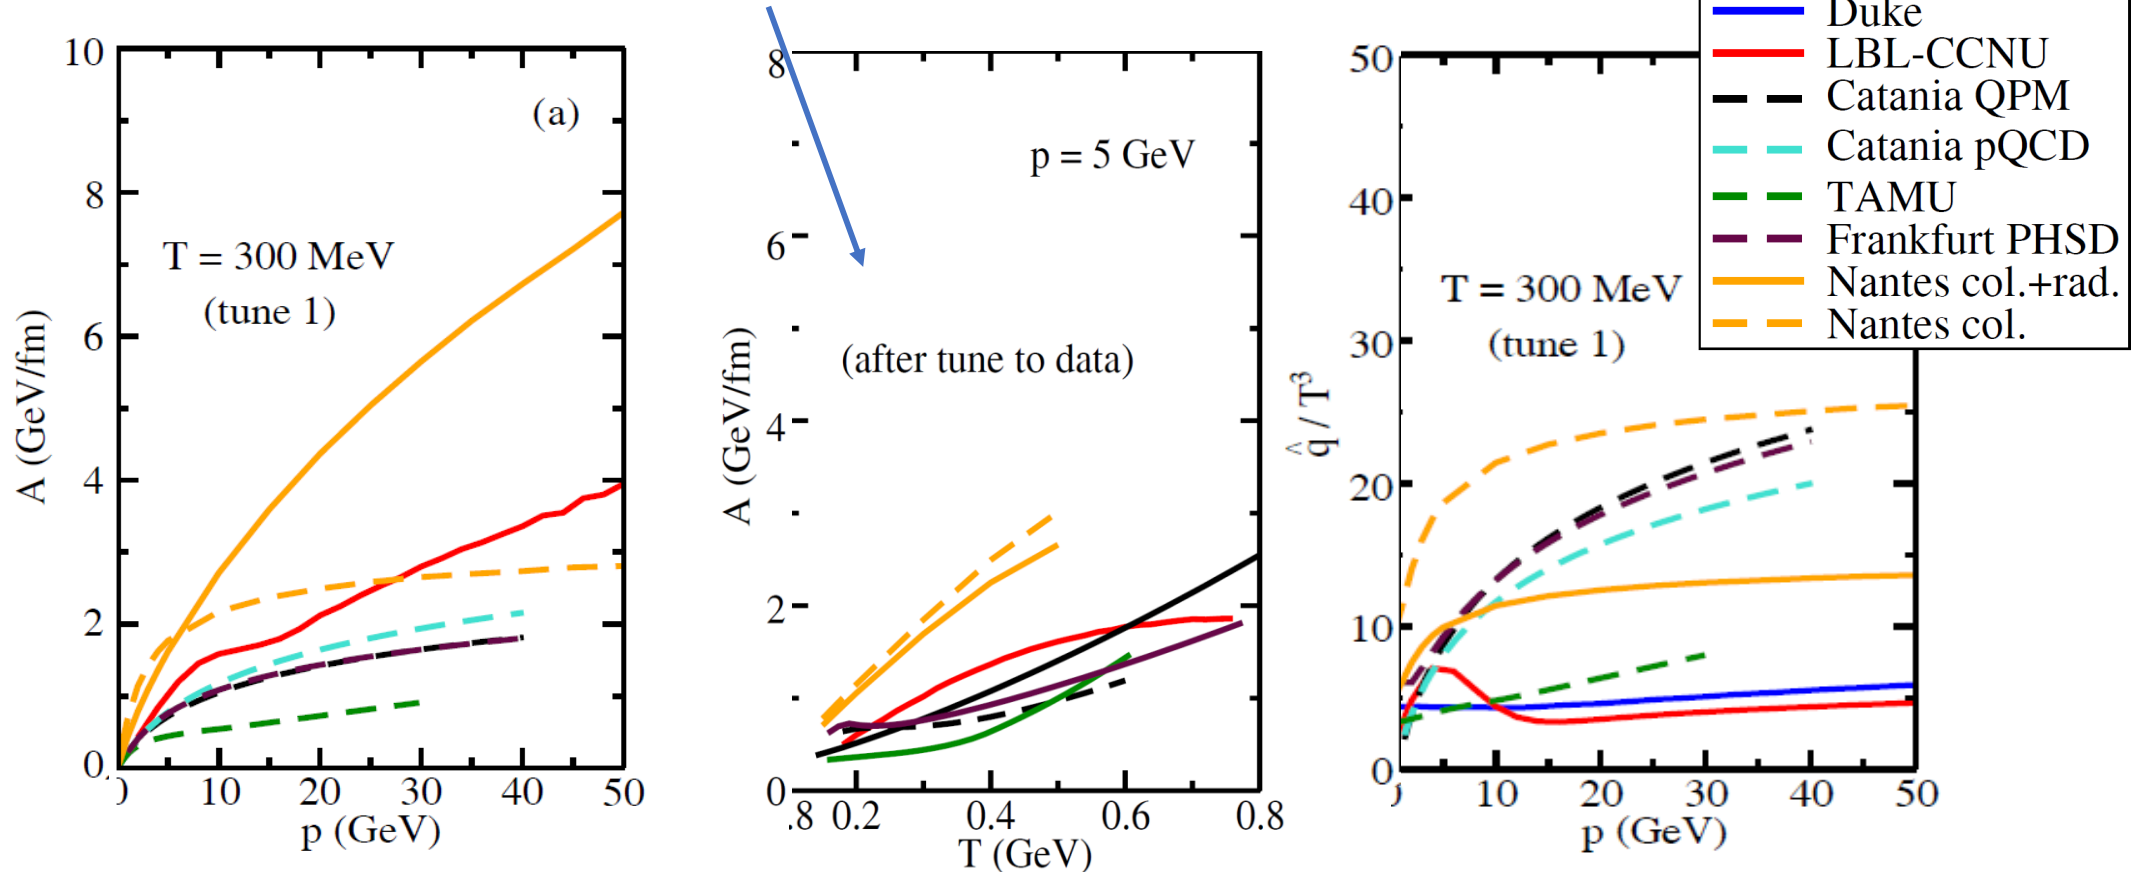 10
8
6
4
2
0
0 10 20 30 40 50
p (GeV)
A (GeV/fm)
(a)
T = 300 MeV
(tune 1)
8
6
4
2
0
.8 0.2 0.4 0.6 0.8
T (GeV)
A (GeV/fm)
p = 5 GeV
(after tune to data)
50
40
30
20
10
0
10 20 30 40 50
p (GeV)
q̂ / T³
T = 300 MeV
(tune 1)
Duke
LBL-CCNU
Catania QPM
Catania pQCD
TAMU
Frankfurt PHSD
Nantes col.+rad.
Nantes col.